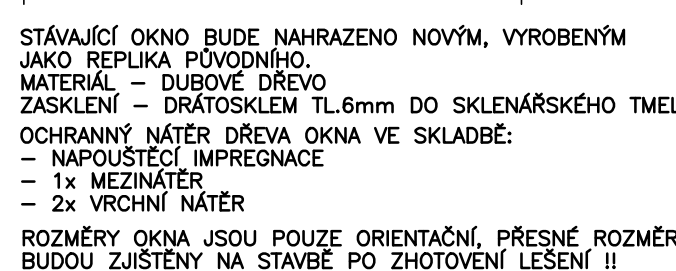 STÁVAJÍCÍ OKNO BUDE NAHRAZENO NOVÝM, VYROBENÝM
JAKO REPLIKA PŮVODNÍHO.
MATERIÁL – DUBOVÉ DŘEVO
ZASKLENÍ – DRÁTOSKLEM TL.6mm DO SKLENÁŘSKÉHO TMEL
OCHRANNÝ NÁTĚR DŘEVA OKNA VE SKLADBĚ:
– NAPOUŠTĚCÍ IMPREGNACE
– 1x MEZINÁTĚR
– 2x VRCHNÍ NÁTĚR
ROZMĚRY OKNA JSOU POUZE ORIENTAČNÍ, PŘESNÉ ROZMĚR
BUDOU ZJIŠTĚNY NA STAVBĚ PO ZHOTOVENÍ LEŠENÍ !!